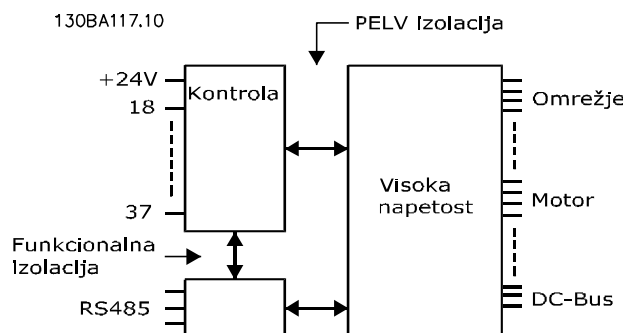 130BA117.10
PELV izolacija
+24V
Kontrola
18
Omrežje
Visoka
napetost
37
Motor
Funkcionalna
izolacija
RS485
DC-Bus